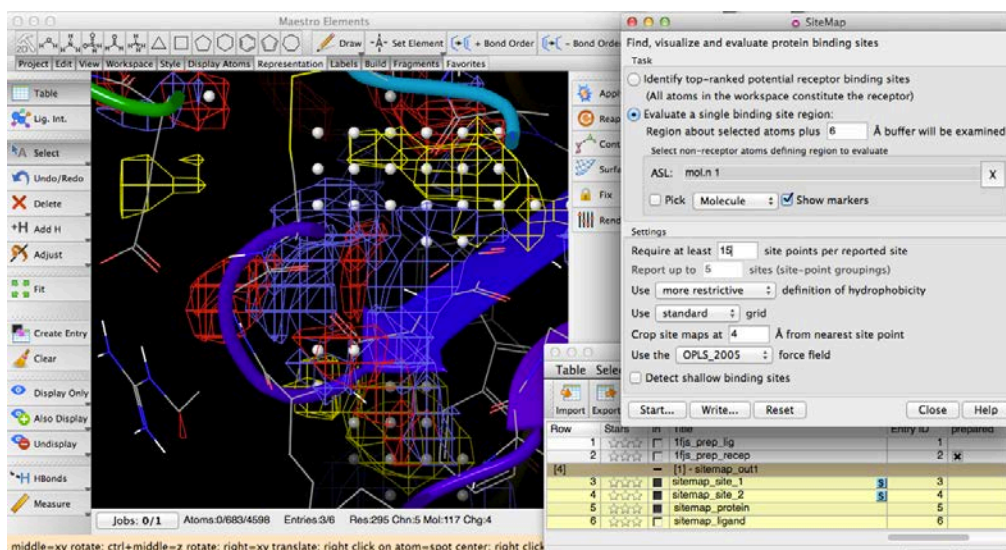 Maestro Elements
2D
Draw -A- Set Element + Bond Order - Bond Orde
Project Edit View Workspace Style Display Atoms Representation Labels Build Fragments Favorites
Table
Lig. Int.
Select
Undo/Redo
Delete
+H Add H
Adjust
Fit
Create Entry
Clear
Display Only
Also Display
Undisplay
HBonds
Measure
Appl
Reap
Cont
Surfa
Fix
Rend
Jobs: 0/1 Atoms:0/683/4598 Entries:3/6 Res:295 Chn:5 Mol:117 Chg:4
middle=xy rotate; ctrl+middle=z rotate; right=xy translate; right click on atom=spot center; right click
SiteMap
Find, visualize and evaluate protein binding sites
Task
Identify top-ranked potential receptor binding sites
(All atoms in the workspace constitute the receptor)
Evaluate a single binding site region:
Region about selected atoms plus 6 Å buffer will be examined
Select non-receptor atoms defining region to evaluate
ASL: mol.n 1 X
Pick Molecule Show markers
Settings
Require at least 15 site points per reported site
Report up to 5 sites (site-point groupings)
Use more restrictive definition of hydrophobicity
Use standard grid
Crop site maps at 4 Å from nearest site point
Use the OPLS_2005 force field
Detect shallow binding sites
Start... Write... Reset Close Help
Table Sele
Import Export
Row Stars In Title Entry ID prepared
1 1fjs_prep_lig 1
2 1fjs_prep_recep 2
[4] [1] - sitemap_out1
3 sitemap_site_1 S 3
4 sitemap_site_2 S 4
5 sitemap_protein 5
6 sitemap_ligand 6